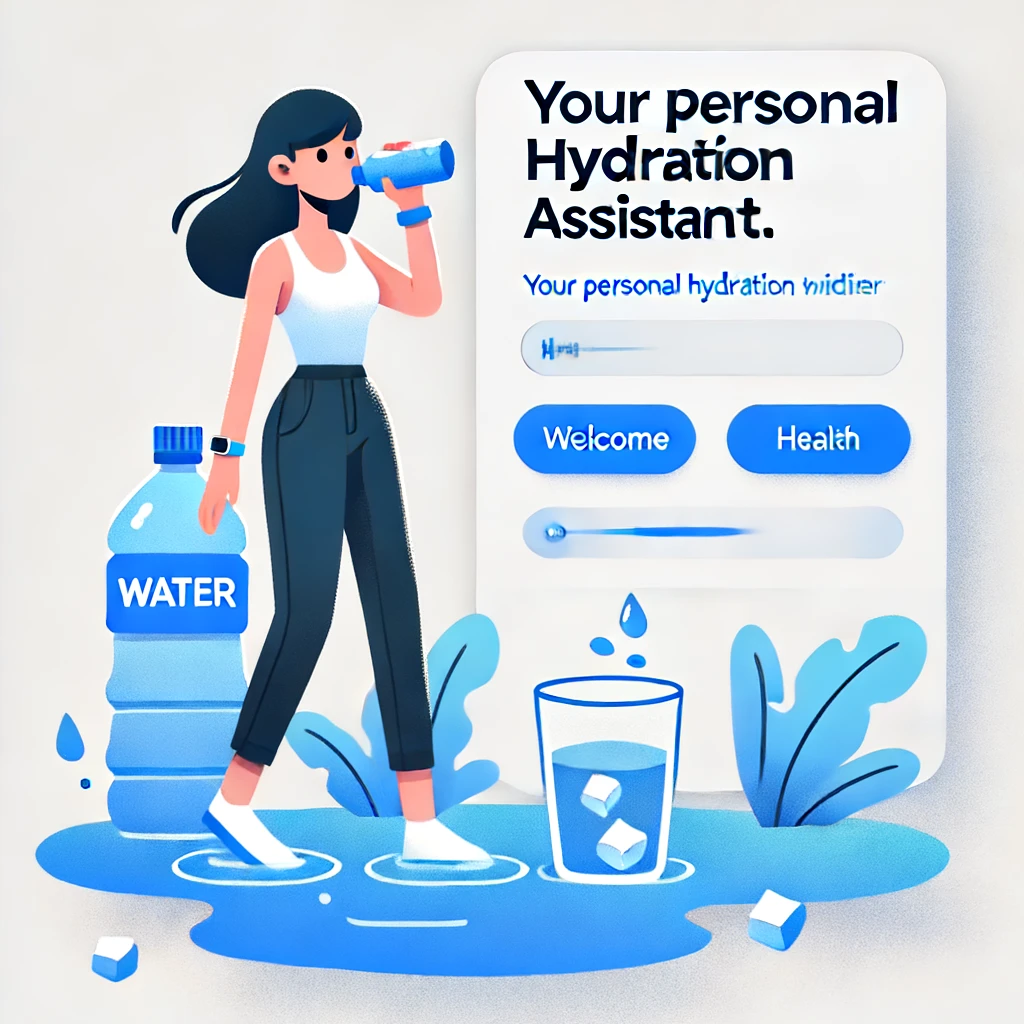 Your personal
Hydration
Assistant.
Your personal hydration
Welcome
Health
WATER